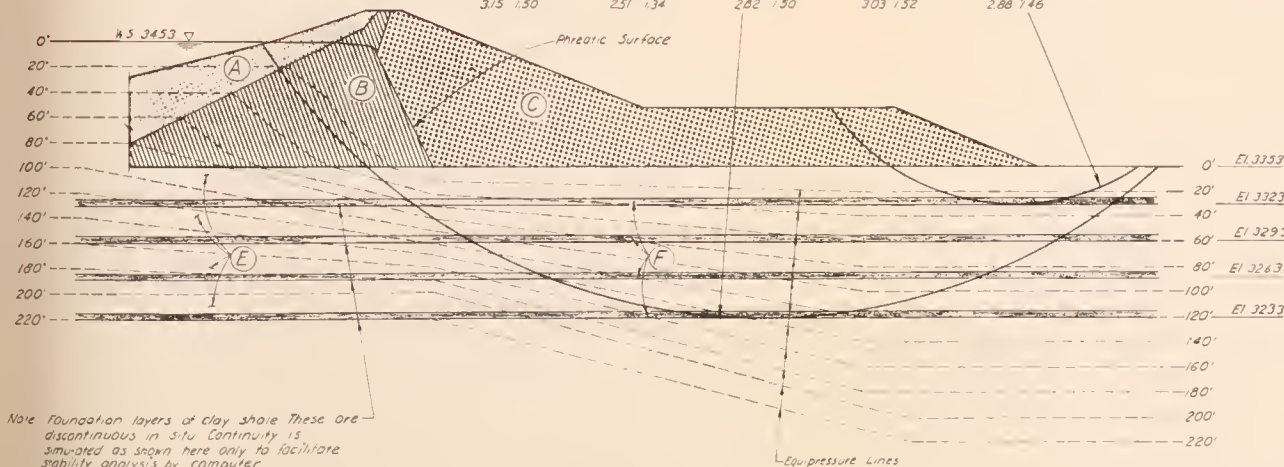 3.15 1.50 2.51 1.34 2.82 1.50 3.03 1.52 2.88 1.46
W.S. 3453
Phreatic Surface
A
B
C
0'
20'
40'
60'
80'
100'
120'
140'
160'
180'
200'
220'
E
F
0' El. 3353
20'
El. 3323
40'
El 3293
60'
80' El 3263
100'
120' El 3233
140'
160'
180'
200'
220'
Note Foundation layers of clay shale These are
discontinuous in situ Continuity is
simulated as shown here only to facilitate
stability analysis by computer
Equipressure Lines